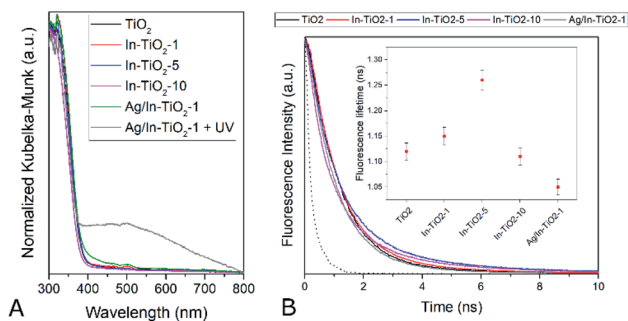 TiO2
In-TiO2-1
In-TiO2-5
In-TiO2-10
Ag/In-TiO2-1
Ag/In-TiO2-1 + UV
Normalized Kubelka-Munk
300 400 500 600 700 800
Wavelength (nm)
A
TiO2 In-TiO2-1 In-TiO2-5 In-TiO2-10 Ag/In-TiO2-1
Fluorescence Intensity (a.u.)
Fluorescence lifetime (ns)
1.30
1.25
1.20
1.15
1.10
1.05
TiO2
In-TiO2-1
In-TiO2-5
In-TiO2-10
Ag/In-TiO2-1
0 2 4 6 8 10
Time (ns)
B